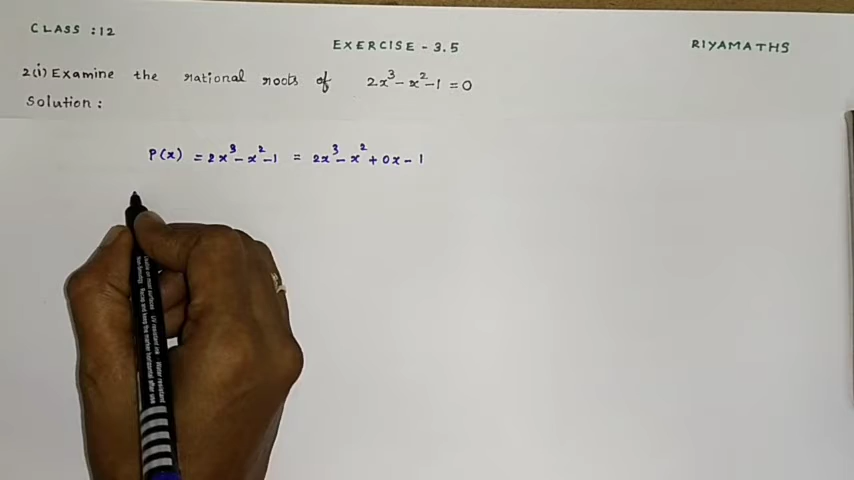 CLASS : 12
EXERCISE - 3.5
RIYAMATHS
2(i) Examine the rational roots of 2x³ - x² - 1 = 0
Solution :
P(x) = 2x³ - x² - 1 = 2x³ - x² + 0x - 1